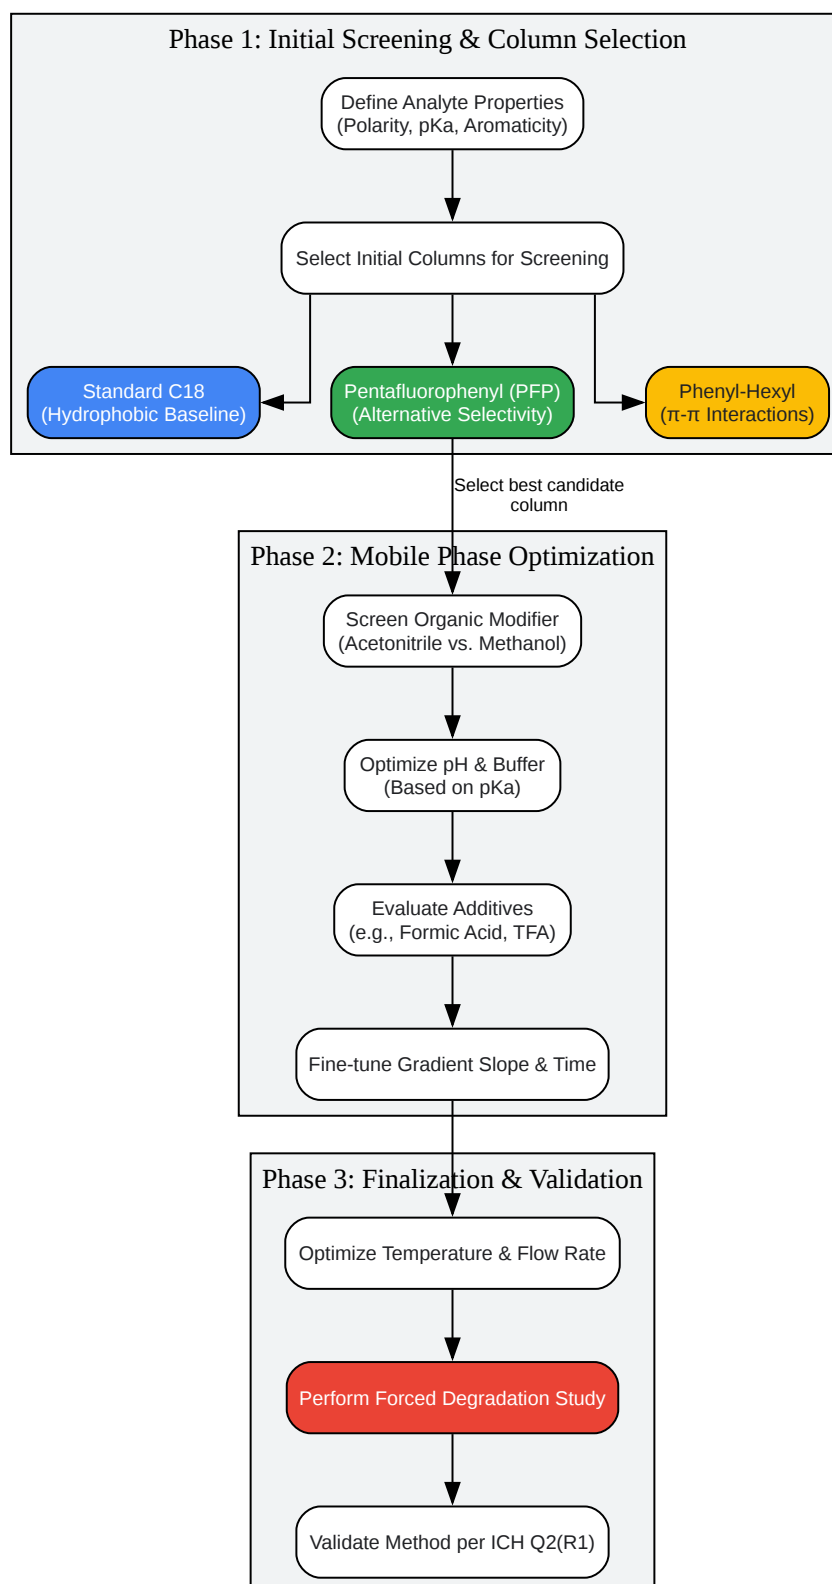 Phase 1: Initial Screening & Column Selection
Define Analyte Properties
(Polarity, pKa, Aromaticity)
Select Initial Columns for Screening
Standard C18
(Hydrophobic Baseline)
Pentafluorophenyl (PFP)
(Alternative Selectivity)
Phenyl-Hexyl
(π-π Interactions)
Select best candidate
column
Phase 2: Mobile Phase Optimization
Screen Organic Modifier
(Acetonitrile vs. Methanol)
Optimize pH & Buffer
(Based on pKa)
Evaluate Additives
(e.g., Formic Acid, TFA)
Fine-tune Gradient Slope & Time
Phase 3: Finalization & Validation
Optimize Temperature & Flow Rate
Perform Forced Degradation Study
Validate Method per ICH Q2(R1)